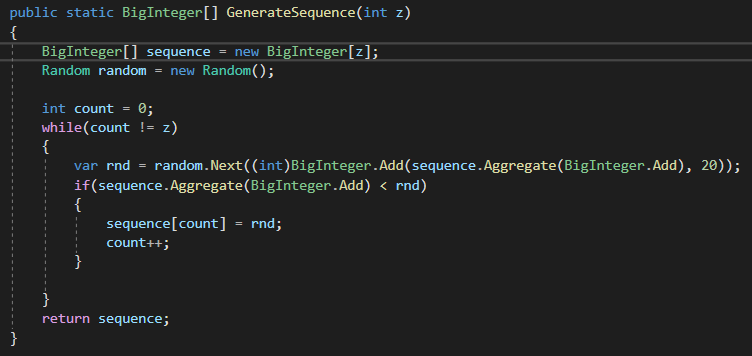 public static BigInteger[] GenerateSequence(int z)
{
    BigInteger[] sequence = new BigInteger[z];
    Random random = new Random();

    int count = 0;
    while(count != z)
    {
        var rnd = random.Next((int)BigInteger.Add(sequence.Aggregate(BigInteger.Add), 20));
        if(sequence.Aggregate(BigInteger.Add) < rnd)
        {
            sequence[count] = rnd;
            count++;
        }

    }
    return sequence;
}